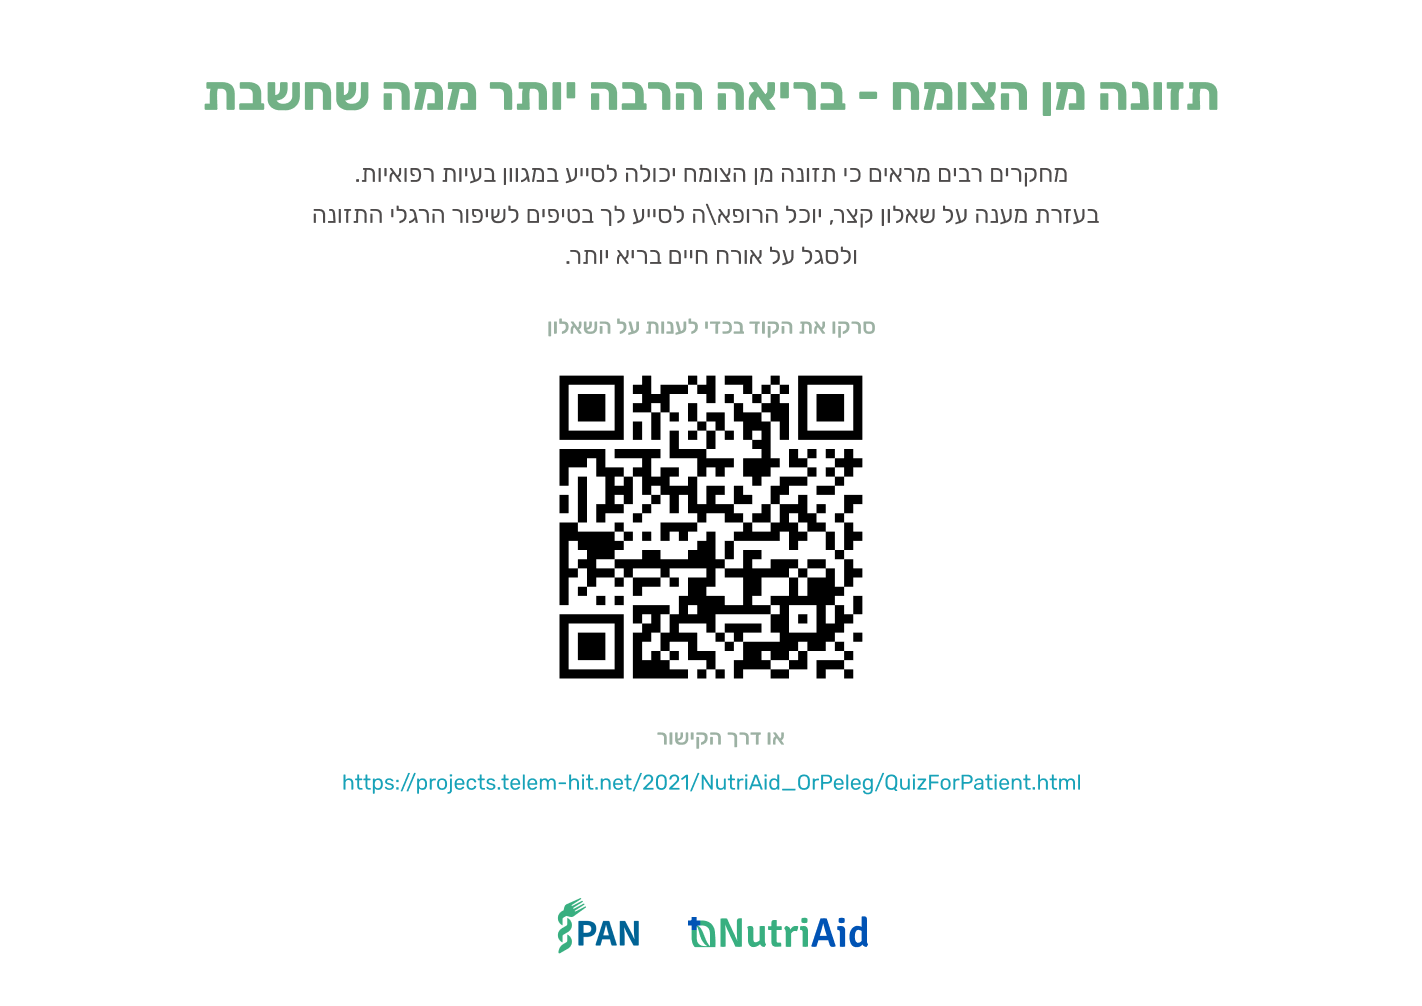 תזונה מן הצומח - בריאה הרבה יותר ממה שחשבת
מחקרים רבים מראים כי תזונה מן הצומח יכולה לסייע במגוון בעיות רפואיות.
בעזרת מענה על שאלון קצר, יוכל הרופא\ה לסייע לך בטיפים לשיפור הרגלי התזונה
ולסגל על אורח חיים בריא יותר.
סרקו את הקוד בכדי לענות על השאלון
או דרך הקישור
https://projects.telem-hit.net/2021/NutriAid_OrPeleg/QuizForPatient.html
PAN
NutriAid